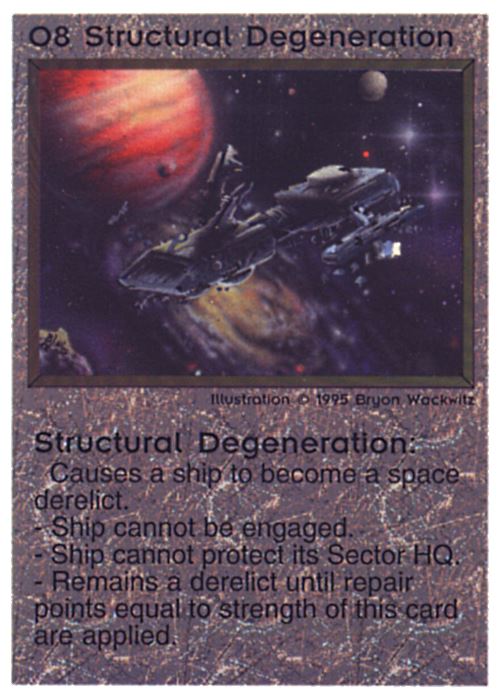 O8 Structural Degeneration
Illustration © 1995 Bryon Wackwitz
Structural Degeneration:
Causes a ship to become a space
derelict.
- Ship cannot be engaged.
- Ship cannot protect its Sector HQ.
- Remains a derelict until repair
points equal to strength of this card
are applied.